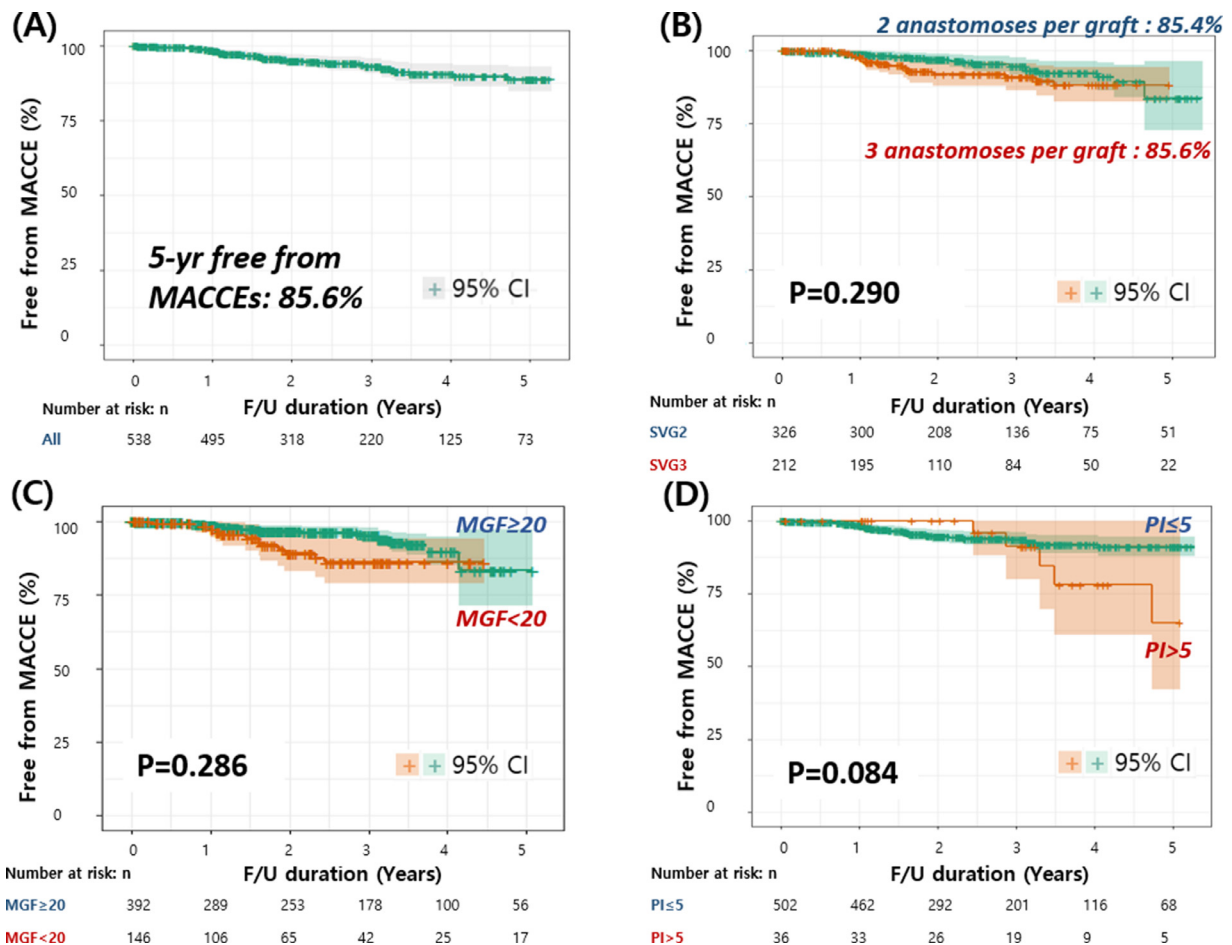 (A)
Free from MACCE (%)
100
75
50
25
0
5-yr free from
MACCEs: 85.6%
95% CI
0 1 2 3 4 5
Number at risk: n
F/U duration (Years)
All 538 495 318 220 125 73
(B)
2 anastomoses per graft : 85.4%
Free from MACCE (%)
100
75
50
25
0
3 anastomoses per graft : 85.6%
P=0.290
95% CI
0 1 2 3 4 5
Number at risk: n
F/U duration (Years)
SVG2 326 300 208 136 75 51
SVG3 212 195 110 84 50 22
(C)
Free from MACCE (%)
100
75
50
25
0
MGF≥20
MGF<20
P=0.286
95% CI
0 1 2 3 4 5
Number at risk: n
F/U duration (Years)
MGF≥20 392 289 253 178 100 56
MGF<20 146 106 65 42 25 17
(D)
Free from MACCE (%)
100
75
50
25
0
PI≤5
PI>5
P=0.084
95% CI
0 1 2 3 4 5
Number at risk: n
F/U duration (Years)
PI≤5 502 462 292 201 116 68
PI>5 36 33 26 19 9 5